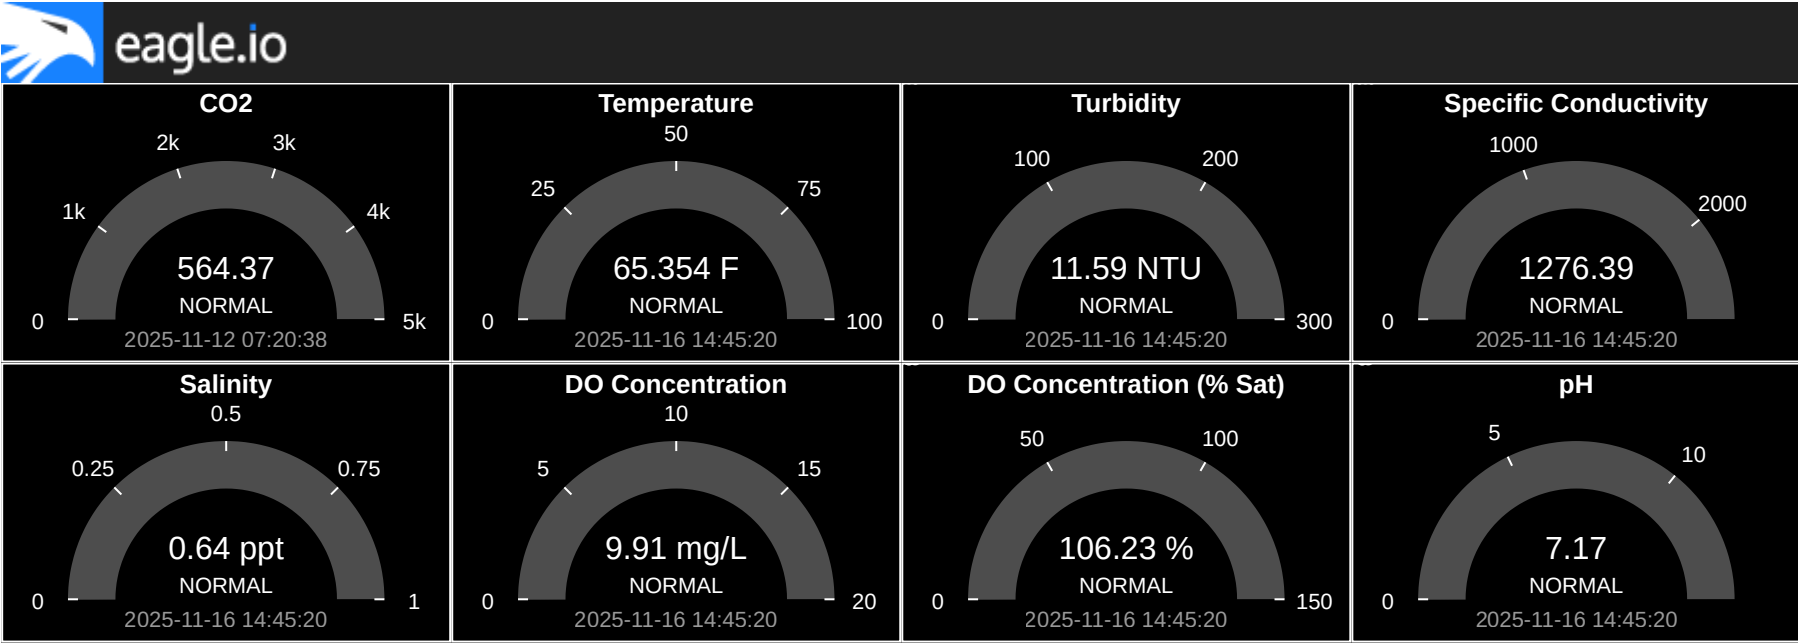 eagle.io
CO2
2k 3k
1k 4k
564.37
NORMAL
0 5k
2025-11-12 07:20:38
Temperature
50
25 75
65.354 F
NORMAL
0 100
2025-11-16 14:45:20
Turbidity
100 200
11.59 NTU
NORMAL
0 300
2025-11-16 14:45:20
Specific Conductivity
1000
2000
1276.39
NORMAL
0
2025-11-16 14:45:20
Salinity
0.5
0.25 0.75
0.64 ppt
NORMAL
0 1
2025-11-16 14:45:20
DO Concentration
10
5 15
9.91 mg/L
NORMAL
0 20
2025-11-16 14:45:20
DO Concentration (% Sat)
50 100
106.23 %
NORMAL
0 150
2025-11-16 14:45:20
pH
5
10
7.17
NORMAL
0
2025-11-16 14:45:20